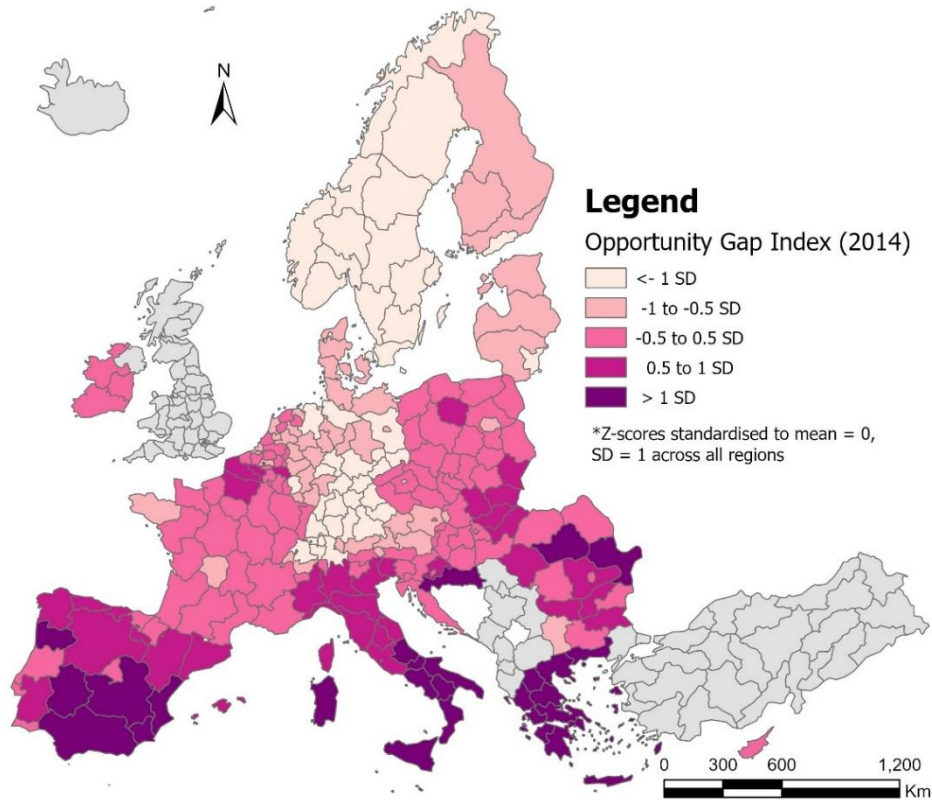 N
Legend
Opportunity Gap Index (2014)
<- 1 SD
-1 to -0.5 SD
-0.5 to 0.5 SD
0.5 to 1 SD
> 1 SD
*Z-scores standardised to mean = 0,
SD = 1 across all regions
0 300 600 1,200
Km